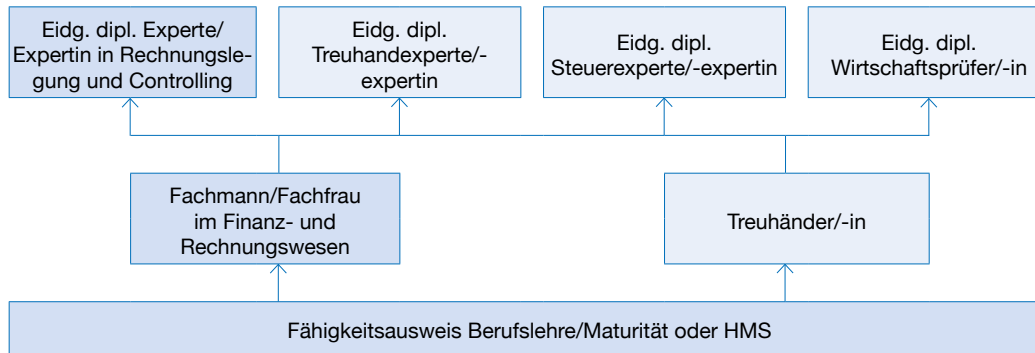 Eidg. dipl. Experte/
Expertin in Rechnungsle-
gung und Controlling
Eidg. dipl.
Treuhandexperte/-
expertin
Eidg. dipl.
Steuerexperte/-expertin
Eidg. dipl.
Wirtschaftsprüfer/-in
Fachmann/Fachfrau
im Finanz- und
Rechnungswesen
Treuhänder/-in
Fähigkeitsausweis Berufslehre/Maturität oder HMS